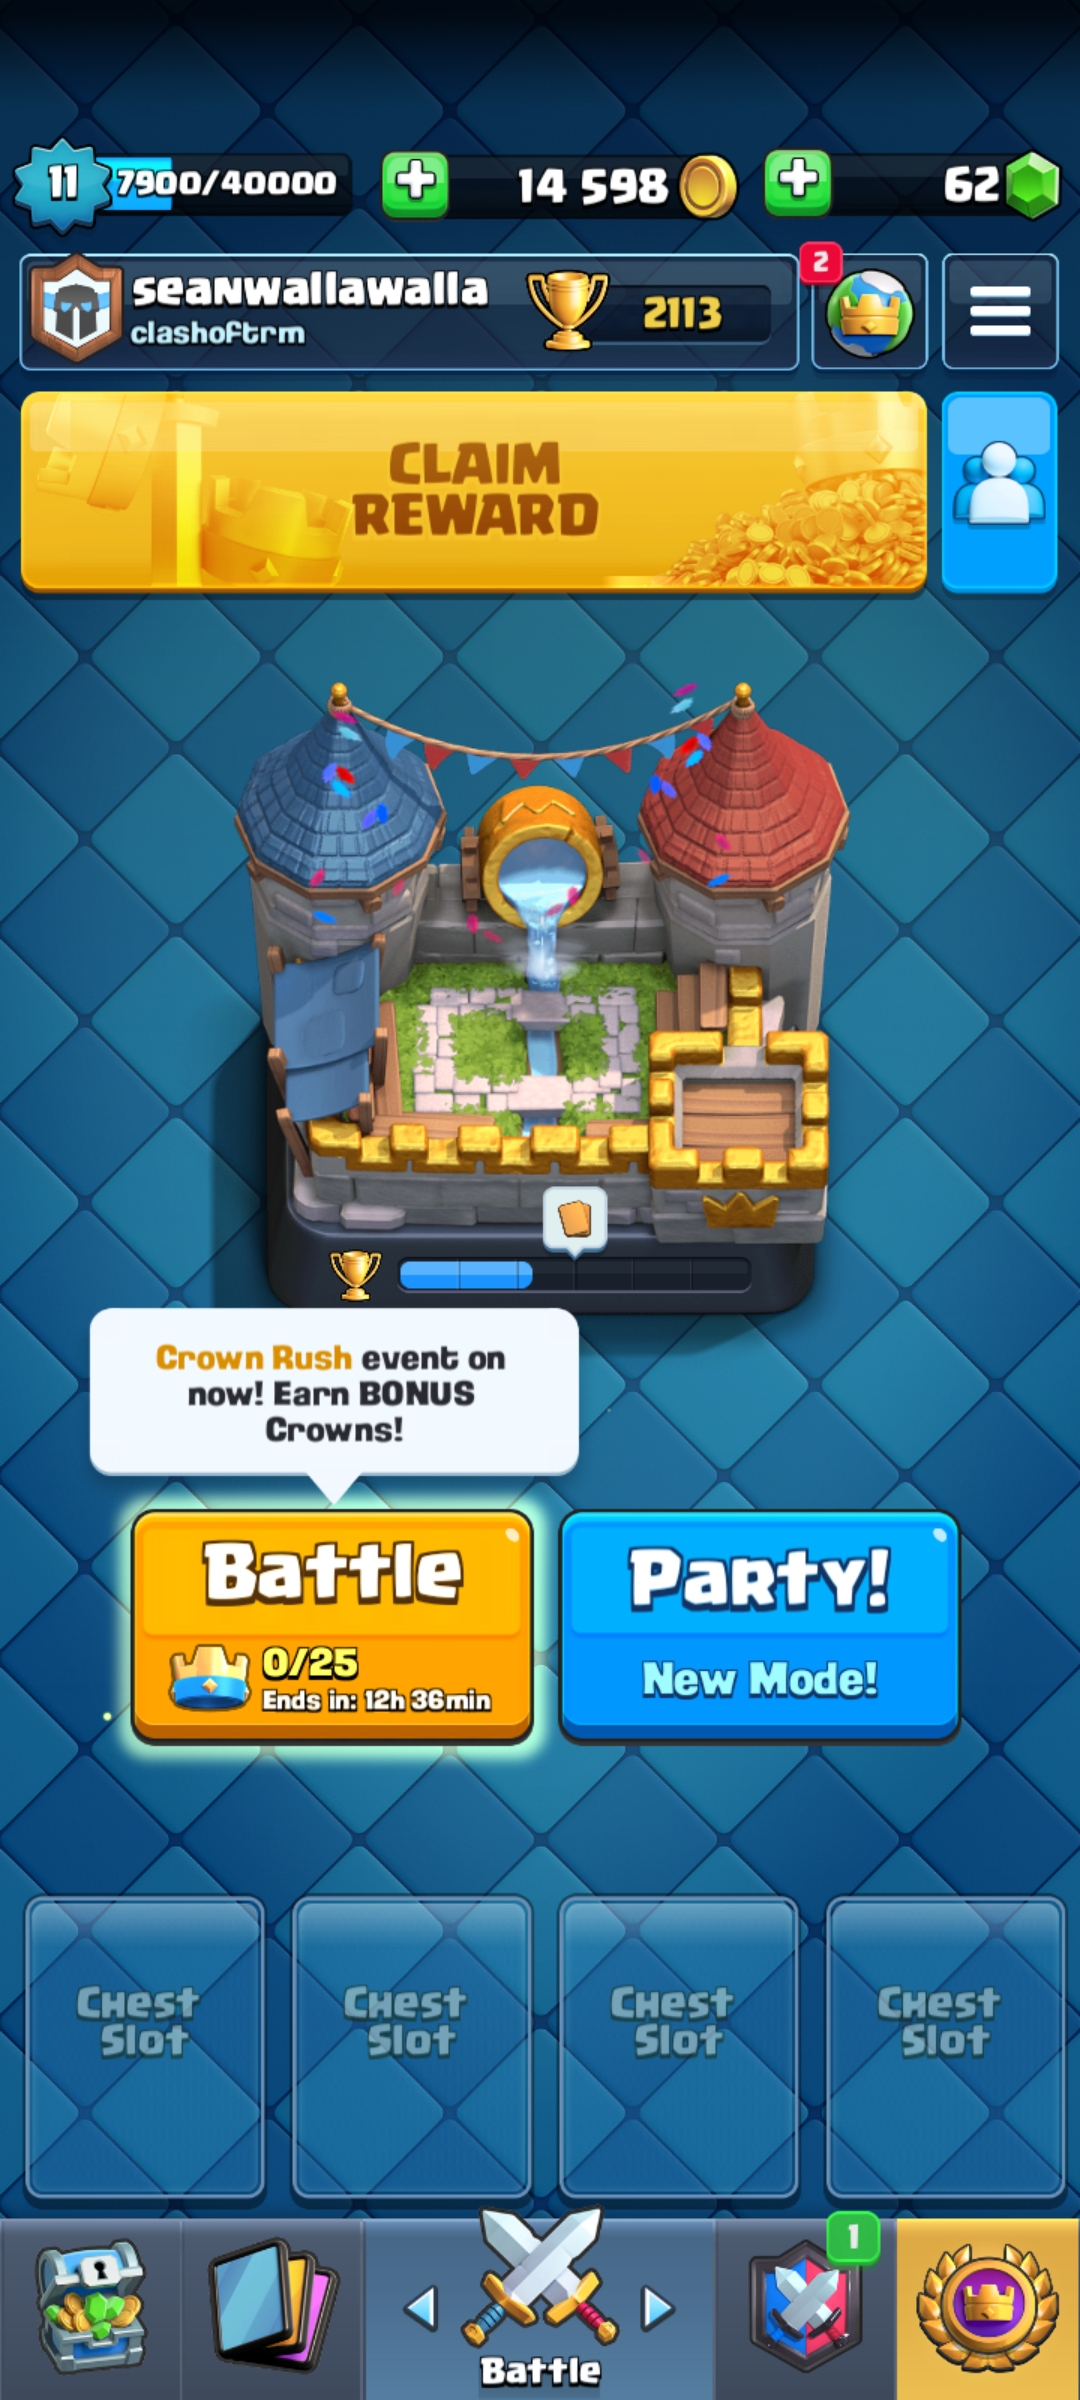 11
7900/40000
14 598
62
seanwallawalla
clashoftrm
2113
2
CLAIM
REWARD
Crown Rush event on
now! Earn BONUS
Crowns!
Battle
0/25
Ends in: 12h 36min
Party!
New Mode!
Chest
Slot
Chest
Slot
Chest
Slot
Chest
Slot
1
Battle